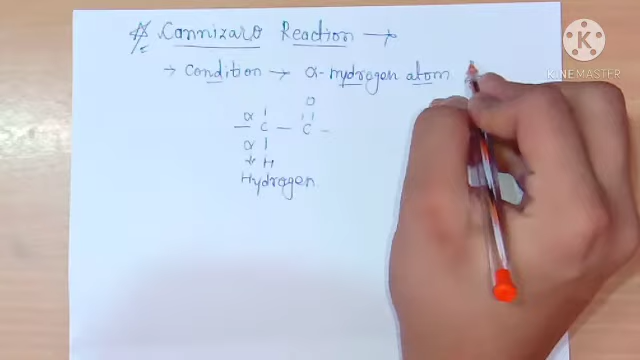 Cannizaro Reaction →
→ condition → α-hydrogen atom
O
α
— C — C —
α
↓ H
Hydrogen
KINEMASTER